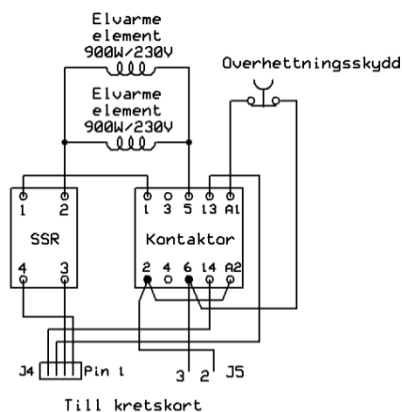 Elvarme
element
900W/230V
Överhettningsskydd
Elvarme
element
900W/230V
1 2 1 3 5 13 A1
SSR Kontaktor
4 3 2 4 6 14 A2
J4 Pin 1 3 2 J5
Till kretskort